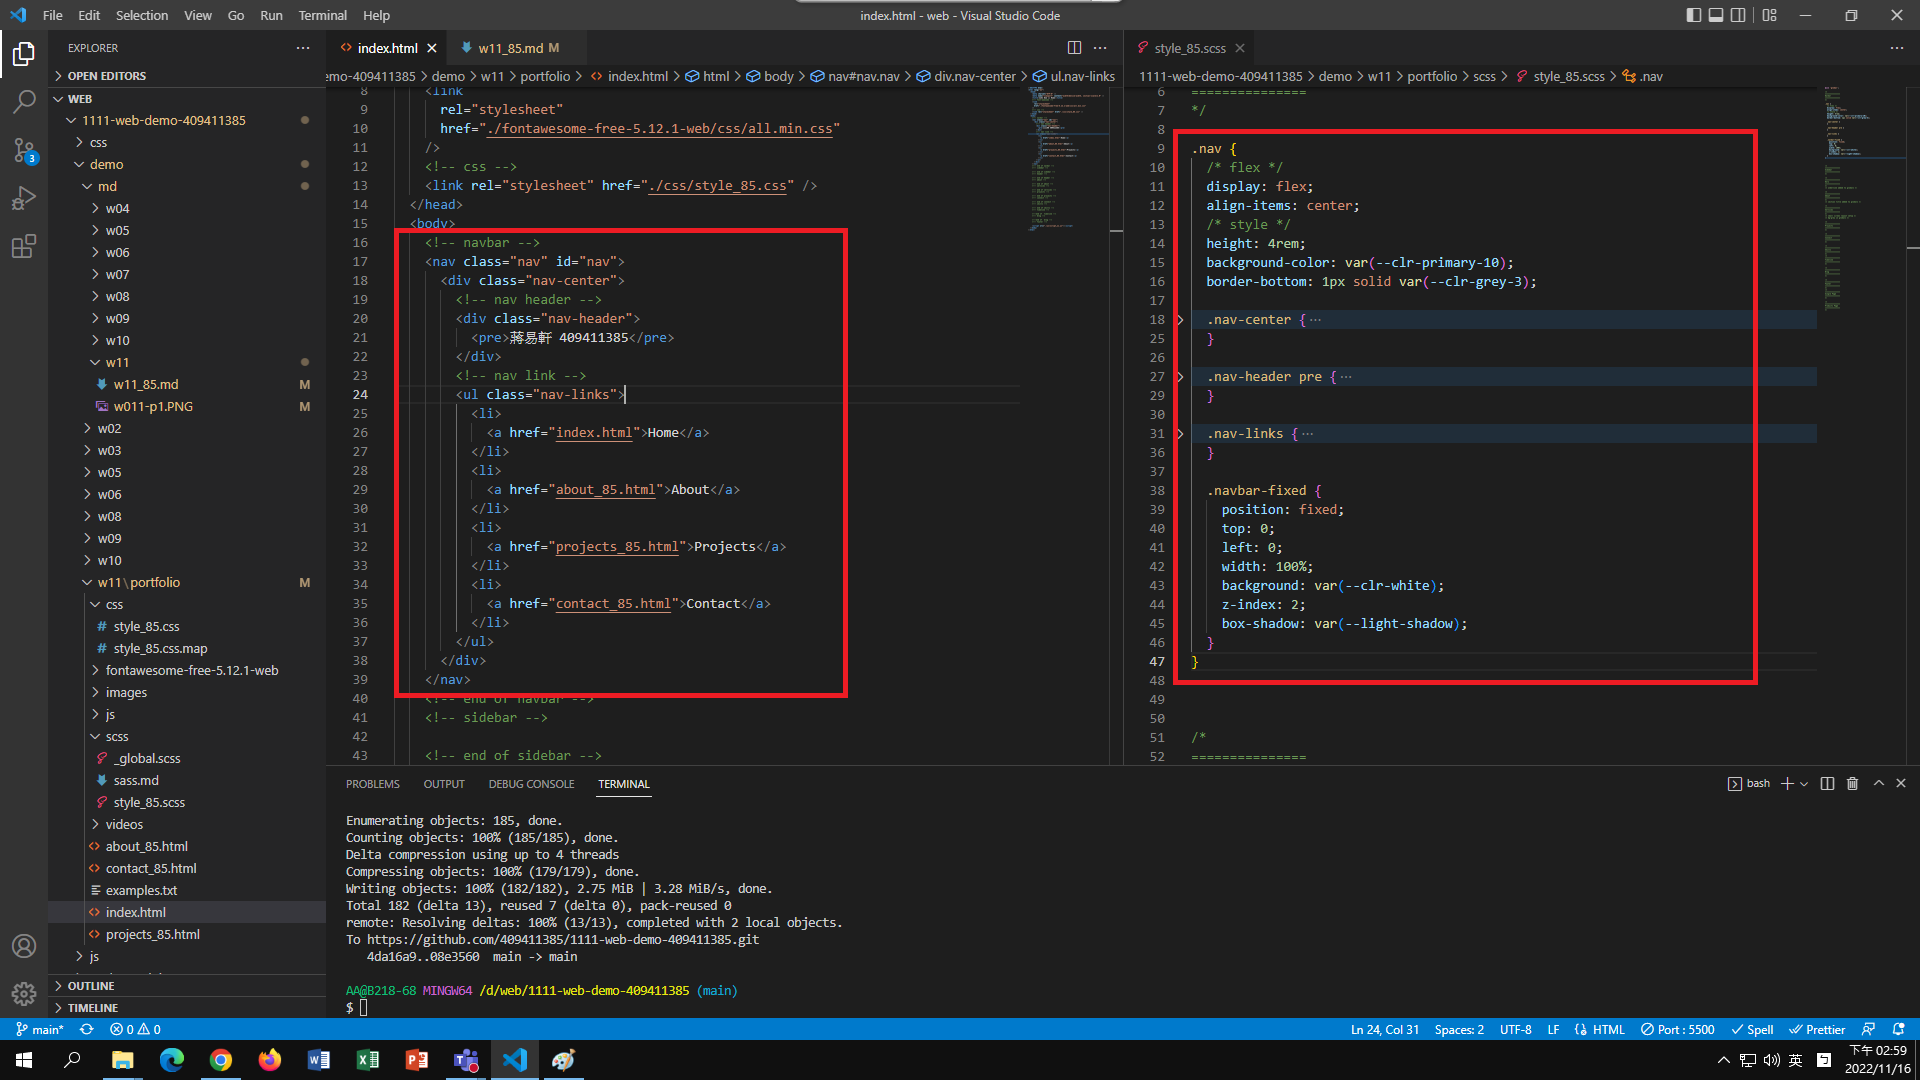 File Edit Selection View Go Run Terminal Help
index.html - web - Visual Studio Code
EXPLORER
OPEN EDITORS
WEB
1111-web-demo-409411385
css
demo
md
w04
w05
w06
w07
w08
w09
w10
w11
w11_85.md M
w011-p1.PNG M
w02
w03
w05
w06
w08
w09
w10
w11\portfolio M
css
style_85.css
style_85.css.map
fontawesome-free-5.12.1-web
images
js
scss
_global.scss
sass.md
style_85.scss
videos
about_85.html
contact_85.html
examples.txt
index.html
projects_85.html
js
OUTLINE
TIMELINE
index.html
w11_85.md M
emo-409411385 > demo > w11 > portfolio > index.html > html > body > nav#nav.nav > div.nav-center > ul.nav-links
8 <link
9 rel="stylesheet"
10 href="./fontawesome-free-5.12.1-web/css/all.min.css"
11 />
12 <!-- css -->
13 <link rel="stylesheet" href="./css/style_85.css" />
14 </head>
15 <body>
16 <!-- navbar -->
17 <nav class="nav" id="nav">
18 <div class="nav-center">
19 <!-- nav header -->
20 <div class="nav-header">
21 <pre>蔣易軒 409411385</pre>
22 </div>
23 <!-- nav link -->
24 <ul class="nav-links">
25 <li>
26 <a href="index.html">Home</a>
27 </li>
28 <li>
29 <a href="about_85.html">About</a>
30 </li>
31 <li>
32 <a href="projects_85.html">Projects</a>
33 </li>
34 <li>
35 <a href="contact_85.html">Contact</a>
36 </li>
37 </ul>
38 </div>
39 </nav>
40 <!-- end of navbar -->
41 <!-- sidebar -->
42
43 <!-- end of sidebar -->
style_85.scss
1111-web-demo-409411385 > demo > w11 > portfolio > scss > style_85.scss > .nav
6 ===============
7 */
8
9 .nav {
10 /* flex */
11 display: flex;
12 align-items: center;
13 /* style */
14 height: 4rem;
15 background-color: var(--clr-primary-10);
16 border-bottom: 1px solid var(--clr-grey-3);
17
18 .nav-center { ···
25 }
26
27 .nav-header pre { ···
29 }
30
31 .nav-links { ···
36 }
37
38 .navbar-fixed {
39 position: fixed;
40 top: 0;
41 left: 0;
42 width: 100%;
43 background: var(--clr-white);
44 z-index: 2;
45 box-shadow: var(--light-shadow);
46 }
47 }
48
49
50
51 /*
52 ===============
PROBLEMS OUTPUT DEBUG CONSOLE TERMINAL
bash
Enumerating objects: 185, done.
Counting objects: 100% (185/185), done.
Delta compression using up to 4 threads
Compressing objects: 100% (179/179), done.
Writing objects: 100% (182/182), 2.75 MiB | 3.28 MiB/s, done.
Total 182 (delta 13), reused 7 (delta 0), pack-reused 0
remote: Resolving deltas: 100% (13/13), completed with 2 local objects.
To https://github.com/409411385/1111-web-demo-409411385.git
4da16a9..08e3560 main -> main
AA@B218-68 MINGW64 /d/web/1111-web-demo-409411385 (main)
$
3
main* 0 0
Ln 24, Col 31 Spaces: 2 UTF-8 LF HTML Port : 5500 Spell Prettier
英
下午 02:59
2022/11/16